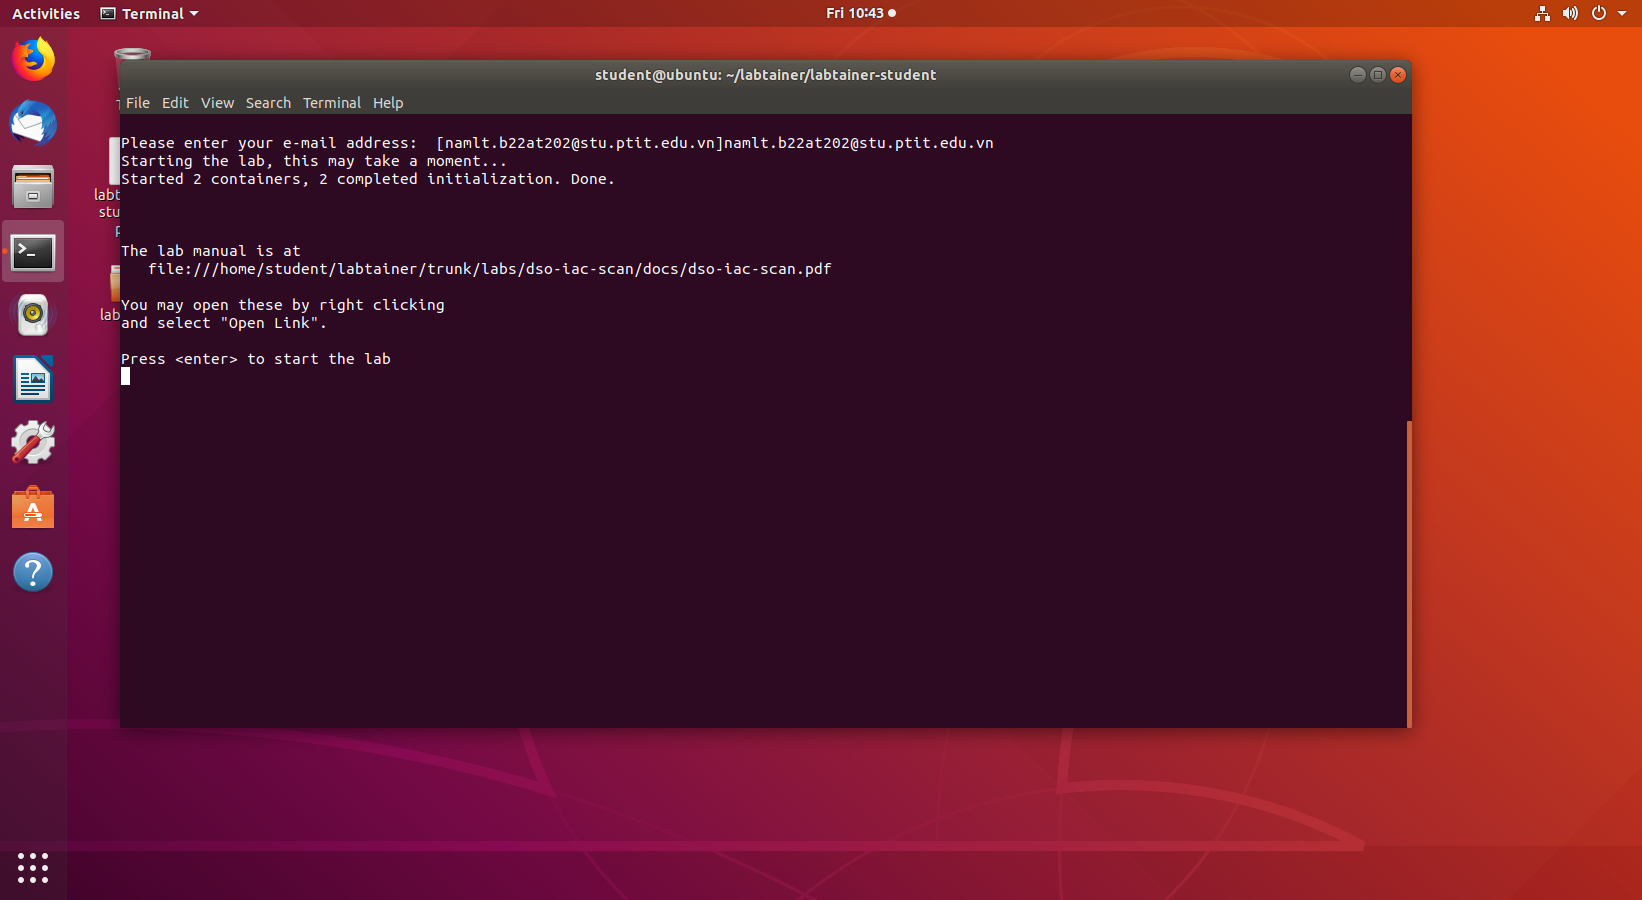 Activities Terminal Fri 10:43
student@ubuntu: ~/labtainer/labtainer-student
File Edit View Search Terminal Help
Please enter your e-mail address:  [namlt.b22at202@stu.ptit.edu.vn]namlt.b22at202@stu.ptit.edu.vn
Starting the lab, this may take a moment...
Started 2 containers, 2 completed initialization. Done.
The lab manual is at
file:///home/student/labtainer/trunk/labs/dso-iac-scan/docs/dso-iac-scan.pdf
You may open these by right clicking
and select "Open Link".
Press <enter> to start the lab
labt
stu
lab